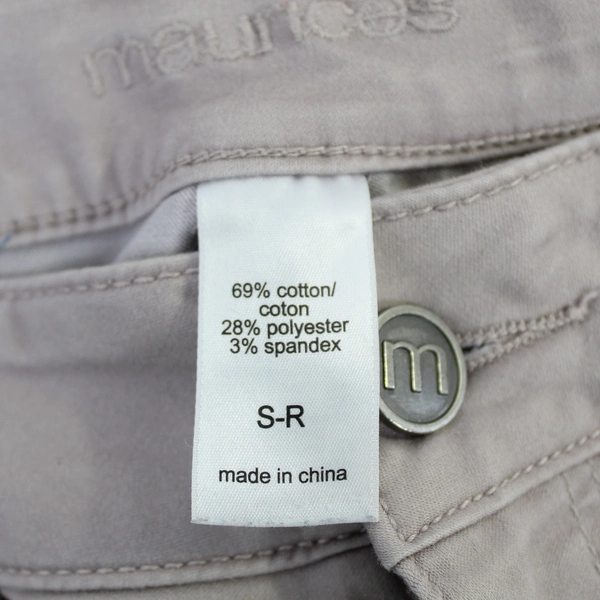 maurices
69% cotton/
coton
28% polyester
3% spandex
m
S-R
made in china